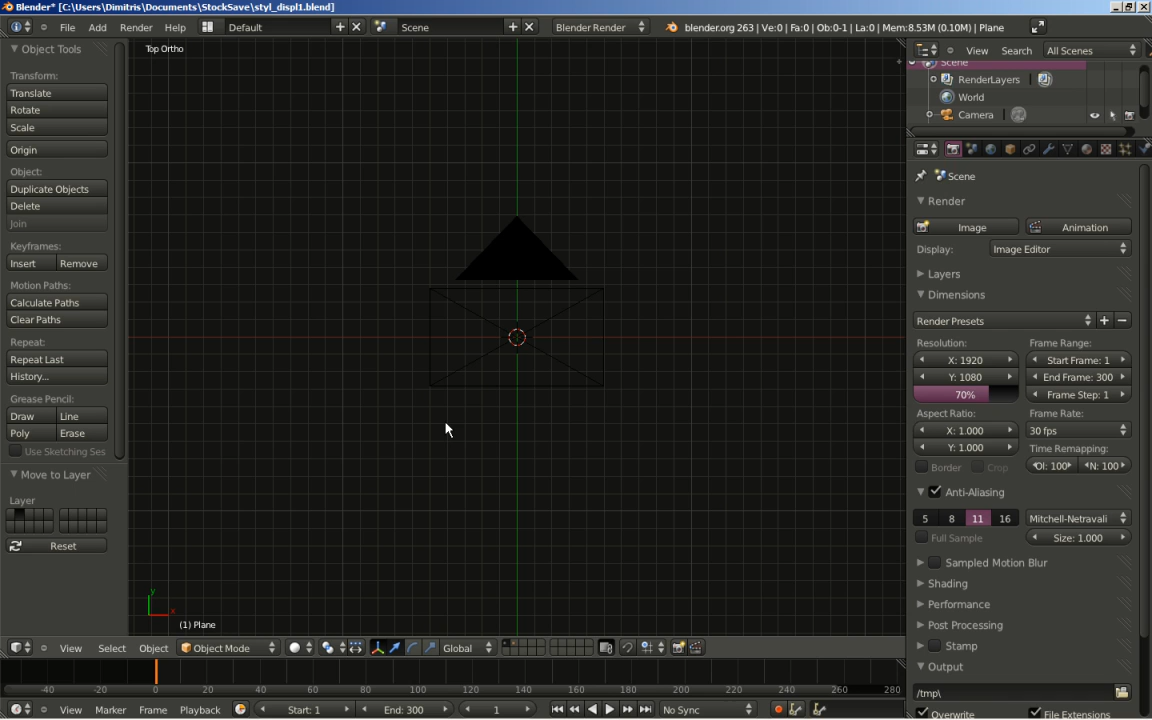 Blender* [C:\Users\Dimitris\Documents\StockSave\styl_displ1.blend]
File Add Render Help Default Scene Blender Render blender.org 263 | Ve:0 | Fa:0 | Ob:0-1 | La:0 | Mem:8.53M (0.10M) | Plane
Object Tools
Transform:
Translate
Rotate
Scale
Origin
Object:
Duplicate Objects
Delete
Join
Keyframes:
Insert Remove
Motion Paths:
Calculate Paths
Clear Paths
Repeat:
Repeat Last
History...
Grease Pencil:
Draw Line
Poly Erase
Use Sketching Ses
Move to Layer
Layer
Reset
Top Ortho
y
x
(1) Plane
View Select Object Object Mode Global
-40 -20 0 20 40 60 80 100 120 140 160 180 200 220 240 260 280
View Marker Frame Playback Start: 1 End: 300 1 No Sync
View Search All Scenes
Scene
RenderLayers
World
Camera
Scene
Render
Image Animation
Display: Image Editor
Layers
Dimensions
Render Presets
Resolution: Frame Range:
X: 1920 Start Frame: 1
Y: 1080 End Frame: 300
70% Frame Step: 1
Aspect Ratio: Frame Rate:
X: 1.000 30 fps
Y: 1.000 Time Remapping:
Border Crop Ol: 100 N: 100
Anti-Aliasing
5 8 11 16 Mitchell-Netravali
Full Sample Size: 1.000
Sampled Motion Blur
Shading
Performance
Post Processing
Stamp
Output
/tmp\
Overwrite File Extensions